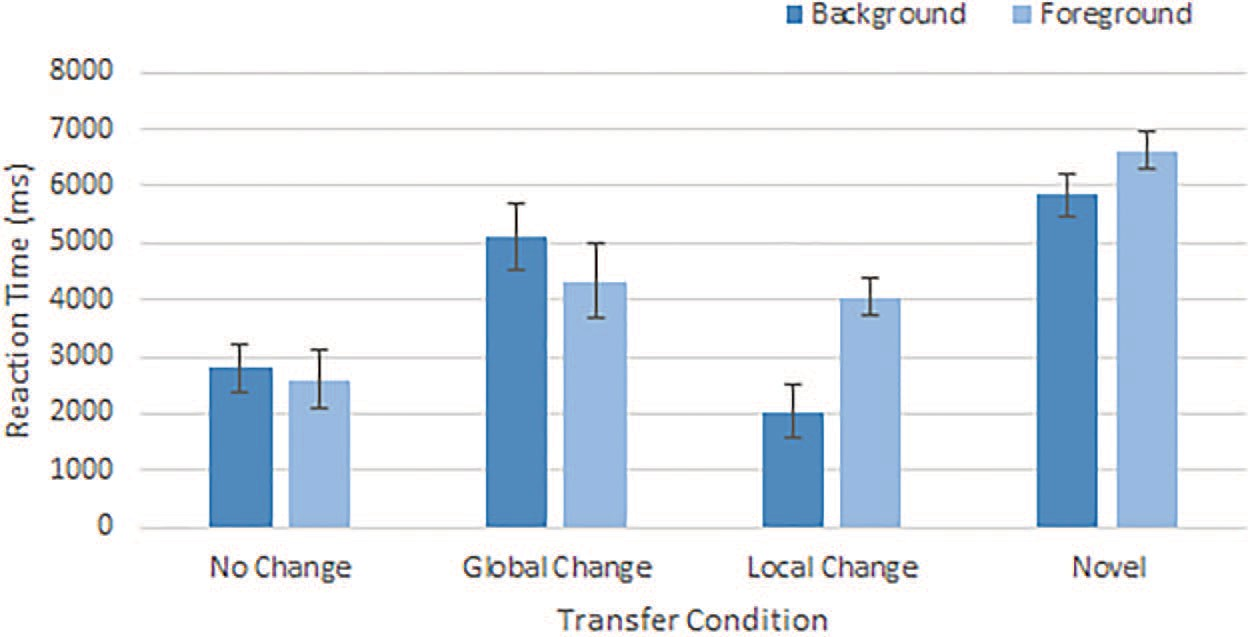 Background Foreground
8000
7000
6000
5000
4000
3000
2000
1000
0
Reaction Time (ms)
No Change Global Change Local Change Novel
Transfer Condition